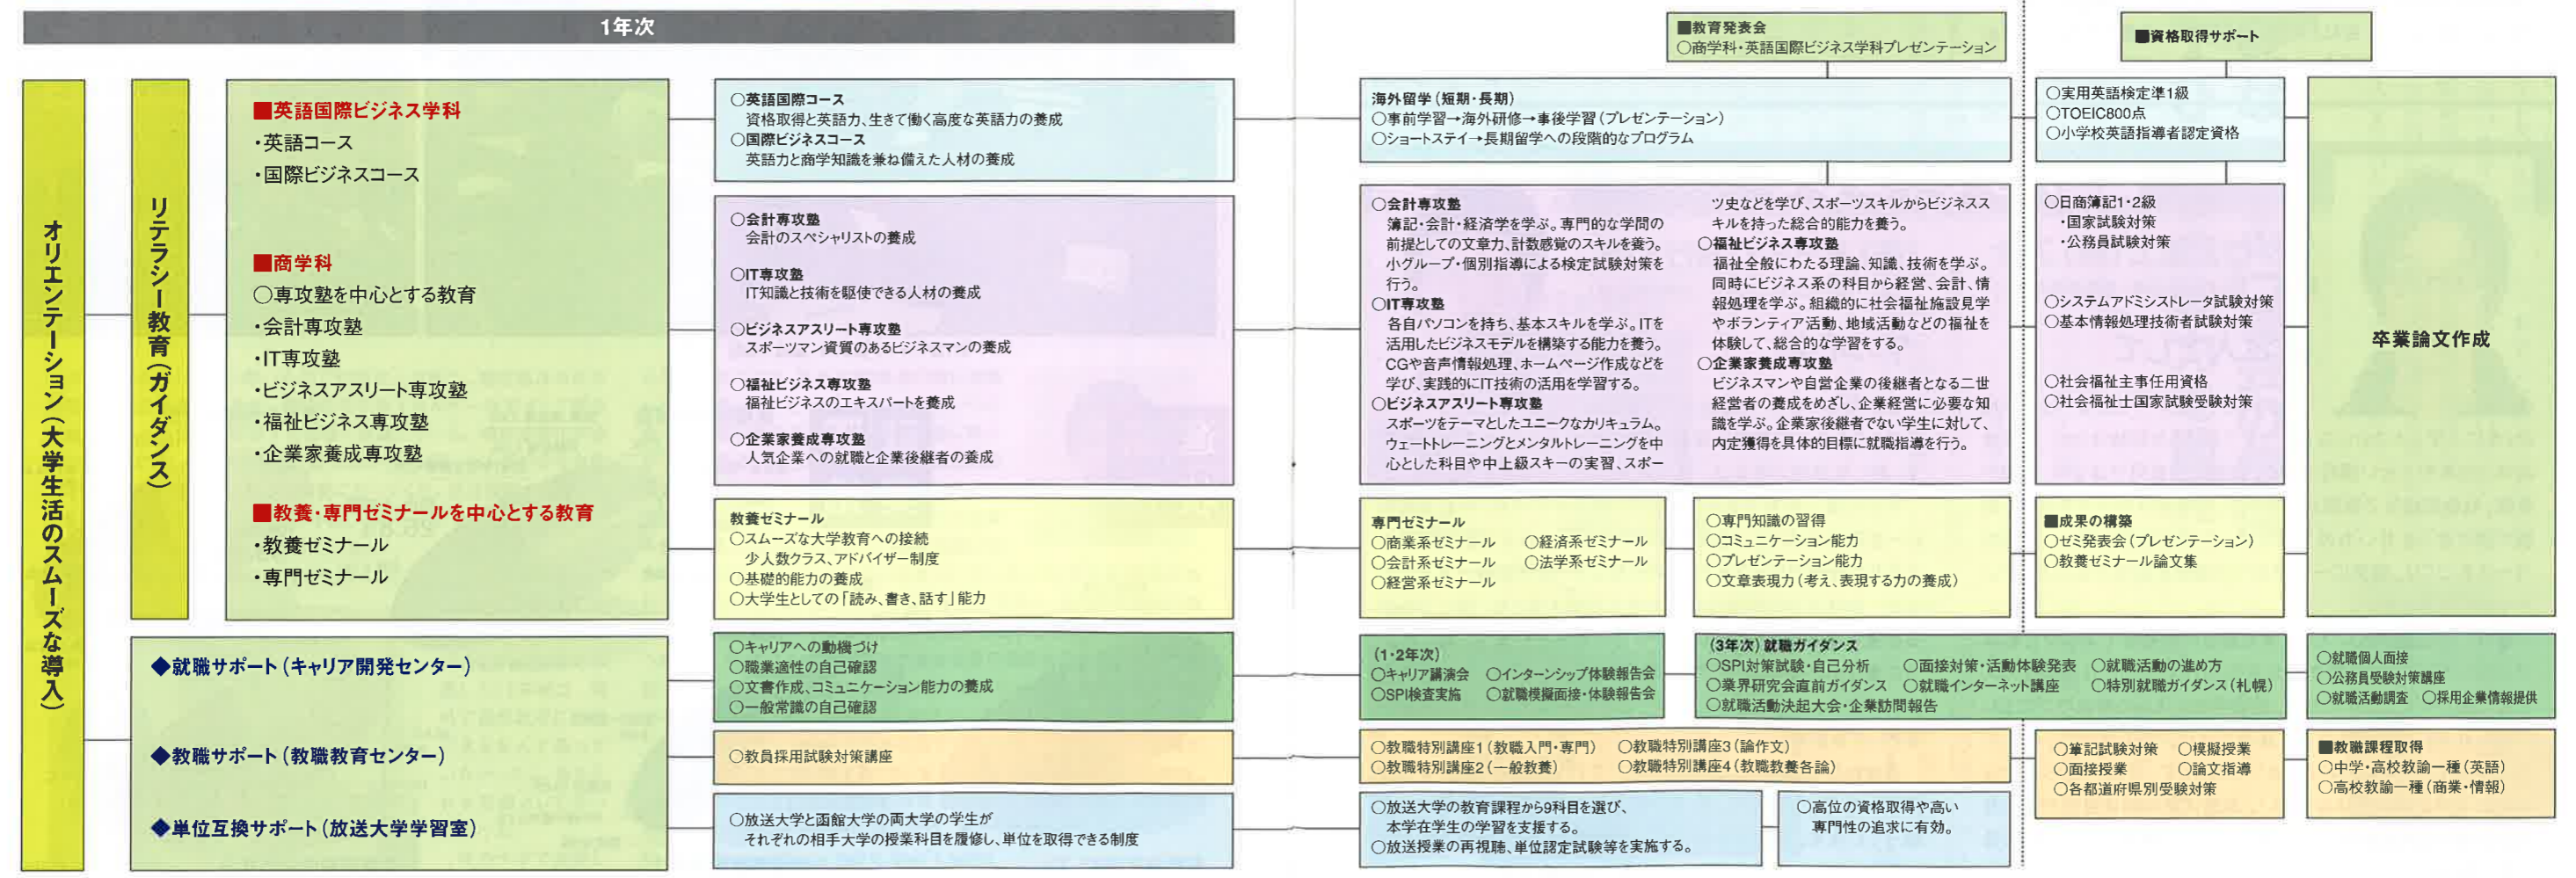 1年次
■教育発表会
○商学科・英語国際ビジネス学科プレゼンテーション
■資格取得サポート
オリエンテーション（大学生活のスムーズな導入）
リテラシー教育（ガイダンス）
■英語国際ビジネス学科
・英語コース
・国際ビジネスコース
■商学科
○専攻塾を中心とする教育
・会計専攻塾
・IT専攻塾
・ビジネスアスリート専攻塾
・福祉ビジネス専攻塾
・企業家養成専攻塾
■教養・専門ゼミナールを中心とする教育
・教養ゼミナール
・専門ゼミナール
○英語国際コース
資格取得と英語力、生きて働く高度な英語力の養成
○国際ビジネスコース
英語力と商学知識を兼ね備えた人材の養成
海外留学（短期・長期）
○事前学習→海外研修→事後学習（プレゼンテーション）
○ショートステイ→長期留学への段階的なプログラム
○実用英語検定準1級
○TOEIC800点
○小学校英語指導者認定資格
○会計専攻塾
会計のスペシャリストの養成
○IT専攻塾
IT知識と技術を駆使できる人材の養成
○ビジネスアスリート専攻塾
スポーツマン資質のあるビジネスマンの養成
○福祉ビジネス専攻塾
福祉ビジネスのエキスパートを養成
○企業家養成専攻塾
人気企業への就職と企業後継者の養成
○会計専攻塾
簿記・会計・経済学を学ぶ。専門的な学問の
前提としての文章力、計数感覚のスキルを養う。
小グループ・個別指導による検定試験対策を
行う。
○IT専攻塾
各自パソコンを持ち、基本スキルを学ぶ。ITを
活用したビジネスモデルを構築する能力を養う。
CGや音声情報処理、ホームページ作成などを
学び、実践的にIT技術の活用を学習する。
○ビジネスアスリート専攻塾
スポーツをテーマとしたユニークなカリキュラム。
ウェートトレーニングとメンタルトレーニングを中
心とした科目や中上級スキーの実習、スポー
ツ史などを学び、スポーツスキルからビジネスス
キルを持った総合的能力を養う。
○福祉ビジネス専攻塾
福祉全般にわたる理論、知識、技術を学ぶ。
同時にビジネス系の科目から経営、会計、情
報処理を学ぶ。組織的に社会福祉施設見学
やボランティア活動、地域活動などの福祉を
体験して、総合的な学習をする。
○企業家養成専攻塾
ビジネスマンや自営企業の後継者となる二世
経営者の養成をめざし、企業経営に必要な知
識を学ぶ。企業家後継者でない学生に対して、
内定獲得を具体的目標に就職指導を行う。
○日商簿記1・2級
・国家試験対策
・公務員試験対策
○システムアドミシストレータ試験対策
○基本情報処理技術者試験対策
○社会福祉主事任用資格
○社会福祉士国家試験受験対策
卒業論文作成
教養ゼミナール
○スムーズな大学教育への接続
少人数クラス、アドバイザー制度
○基礎的能力の養成
○大学生としての「読み、書き、話す」能力
専門ゼミナール
○商業系ゼミナール　○経済系ゼミナール
○会計系ゼミナール　○法学系ゼミナール
○経営系ゼミナール
○専門知識の習得
○コミュニケーション能力
○プレゼンテーション能力
○文章表現力（考え、表現する力の養成）
■成果の構築
○ゼミ発表会（プレゼンテーション）
○教養ゼミナール論文集
◆就職サポート（キャリア開発センター）
◆教職サポート（教職教育センター）
◆単位互換サポート（放送大学学習室）
○キャリアへの動機づけ
○職業適性の自己確認
○文書作成、コミュニケーション能力の養成
○一般常識の自己確認
（1・2年次）
○キャリア講演会　○インターンシップ体験報告会
○SPI検査実施　○就職模擬面接・体験報告会
（3年次）就職ガイダンス
○SPI対策試験・自己分析　○面接対策・活動体験発表　○就職活動の進め方
○業界研究会直前ガイダンス　○就職インターネット講座　○特別就職ガイダンス（札幌）
○就職活動決起大会・企業訪問報告
○就職個人面接
○公務員受験対策講座
○就職活動調査　○採用企業情報提供
○教員採用試験対策講座
○教職特別講座1（教職入門・専門）　○教職特別講座3（論作文）
○教職特別講座2（一般教養）　○教職特別講座4（教職教養各論）
○筆記試験対策　○模擬授業
○面接授業　○論文指導
○各都道府県別受験対策
■教職課程取得
○中学・高校教諭一種（英語）
○高校教諭一種（商業・情報）
○放送大学と函館大学の両大学の学生が
それぞれの相手大学の授業科目を履修し、単位を取得できる制度
○放送大学の教育課程から9科目を選び、
本学在学生の学習を支援する。
○放送授業の再視聴、単位認定試験等を実施する。
○高位の資格取得や高い
専門性の追求に有効。